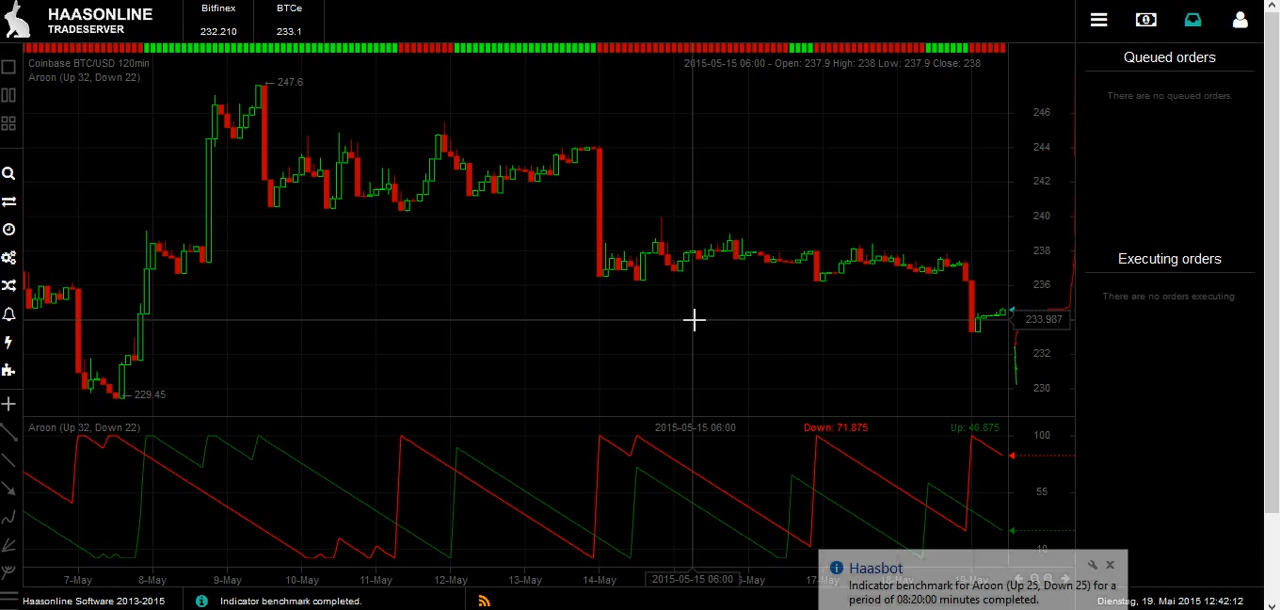 HAASONLINE
TRADESERVER
Bitfinex
232.210
BTCe
233.1
Coinbase BTC/USD 120min
Aroon (Up 32, Down 22)
2015-05-15 06:00 - Open: 237.9 High: 238 Low: 237.9 Close: 238
247.6
229.45
246
244
242
240
238
236
233.987
232
230
Aroon (Up 32, Down 22)
2015-05-15 06:00
Down: 71.875
Up: 46.875
100
55
10
7-May
8-May
9-May
10-May
11-May
12-May
13-May
14-May
2015-05-15 06:00
-May
17-May
18-May
19-May
Queued orders
There are no queued orders.
Executing orders
There are no orders executing.
Haasbot
Indicator benchmark for Aroon (Up 25, Down 25) for a
period of 08:20:00 minutes completed.
Haasonline Software 2013-2015
Indicator benchmark completed.
Dienstag, 19. Mai 2015 12:42:12